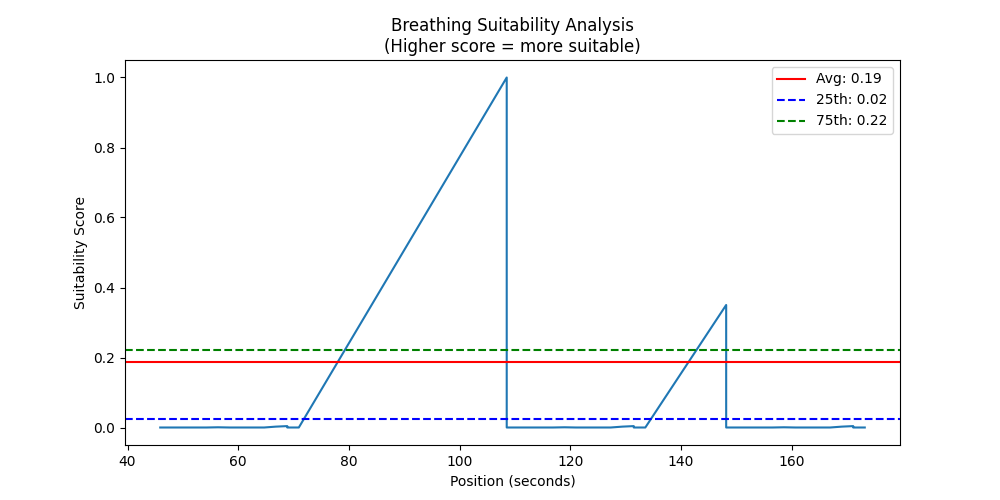 Breathing Suitability Analysis
(Higher score = more suitable)
Avg: 0.19
25th: 0.02
75th: 0.22
Suitability Score
1.0
0.8
0.6
0.4
0.2
0.0
40 60 80 100 120 140 160
Position (seconds)